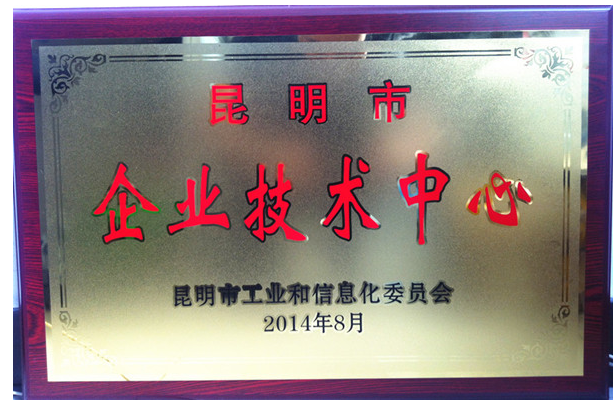 昆明市
企业技术中心
昆明市工业和信息化委员会
2014年8月